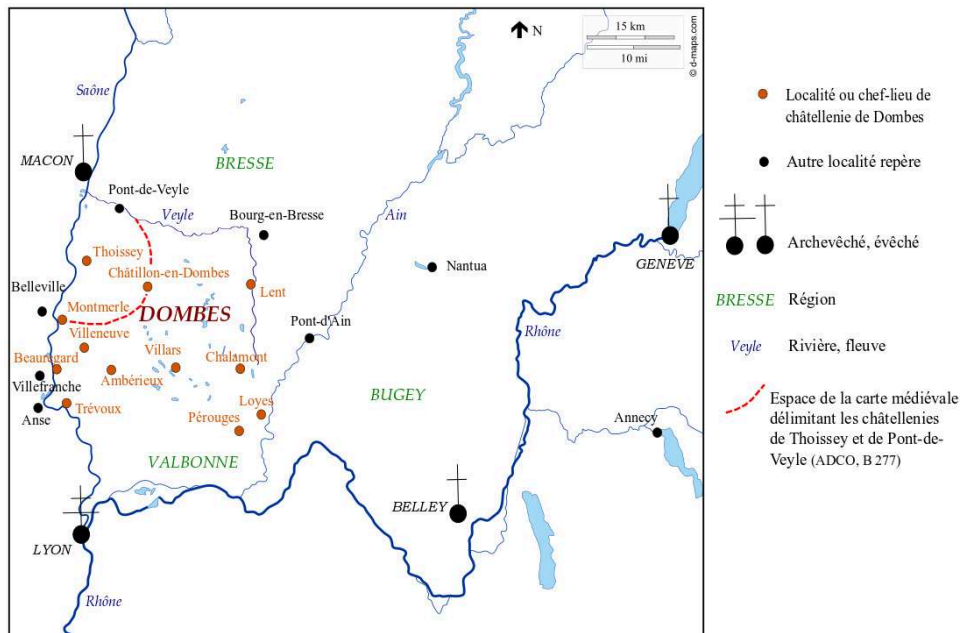 15 km
N
10 mi
© d-maps.com
Saône
MACON
BRESSE
Pont-de-Veyle
Veyle
Bourg-en-Bresse
Ain
Thoissey
Châtillon-en-Dombes
Nantua
GENEVE
Belleville
Lent
Montmerle
DOMBES
Villeneuve
Pont-d'Ain
Rhône
Beauregard
Villars
Chalamont
Villefranche
Ambérieux
BUGEY
Anse
Trévoux
Loyes
Pérouges
Annecy
VALBONNE
BELLEY
LYON
Rhône
Localité ou chef-lieu de
châtellenie de Dombes
Autre localité repère
Archevêché, évêché
BRESSE Région
Veyle Rivière, fleuve
Espace de la carte médiévale
délimitant les châtellenies
de Thoissey et de Pont-de-
Veyle (ADCO, B 277)